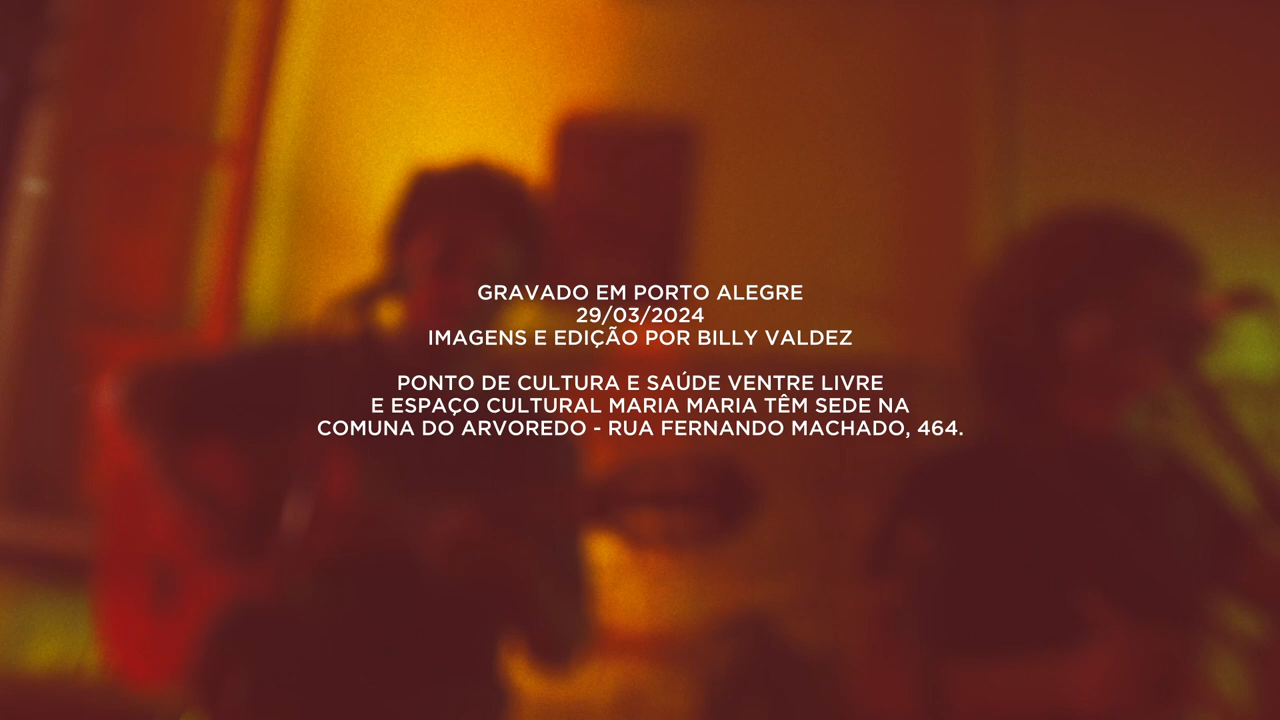 GRAVADO EM PORTO ALEGRE
29/03/2024
IMAGENS E EDIÇÃO POR BILLY VALDEZ
PONTO DE CULTURA E SAÚDE VENTRE LIVRE
E ESPAÇO CULTURAL MARIA MARIA TÊM SEDE NA
COMUNA DO ARVOREDO - RUA FERNANDO MACHADO, 464.